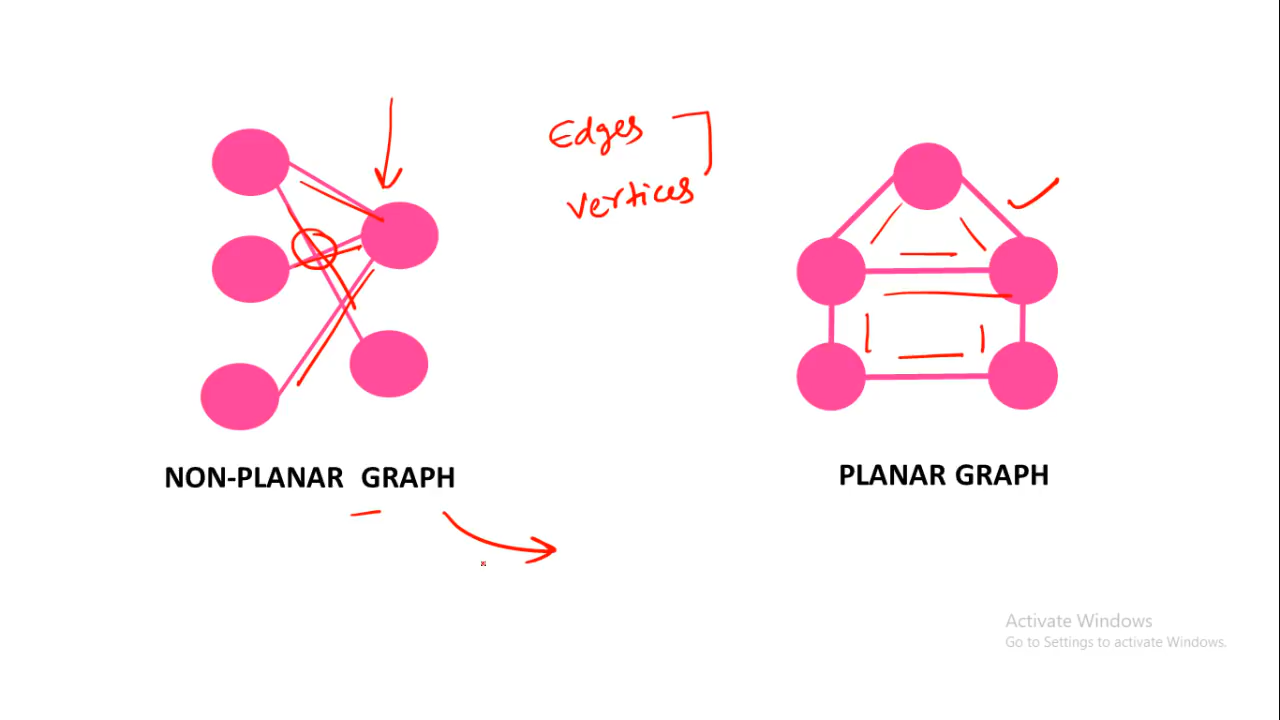 Edges
Vertices
NON-PLANAR GRAPH
PLANAR GRAPH
Activate Windows
Go to Settings to activate Windows.